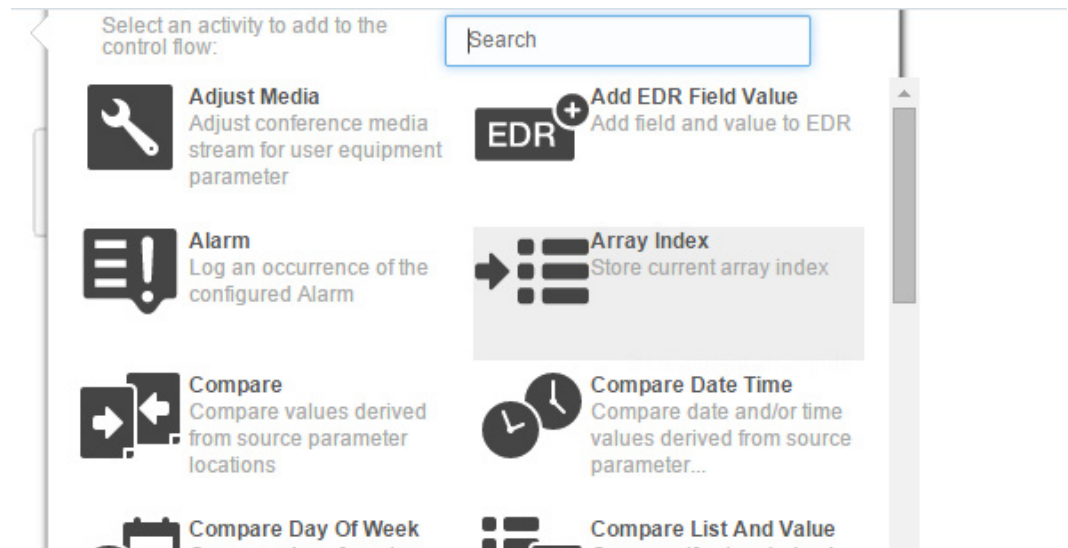 Select an activity to add to the
control flow:
Search
Adjust Media
Adjust conference media
stream for user equipment
parameter
EDR
Add EDR Field Value
Add field and value to EDR
Alarm
Log an occurrence of the
configured Alarm
Array Index
Store current array index
Compare
Compare values derived
from source parameter
locations
Compare Date Time
Compare date and/or time
values derived from source
parameter...
Compare Day Of Week
Compare List And Value